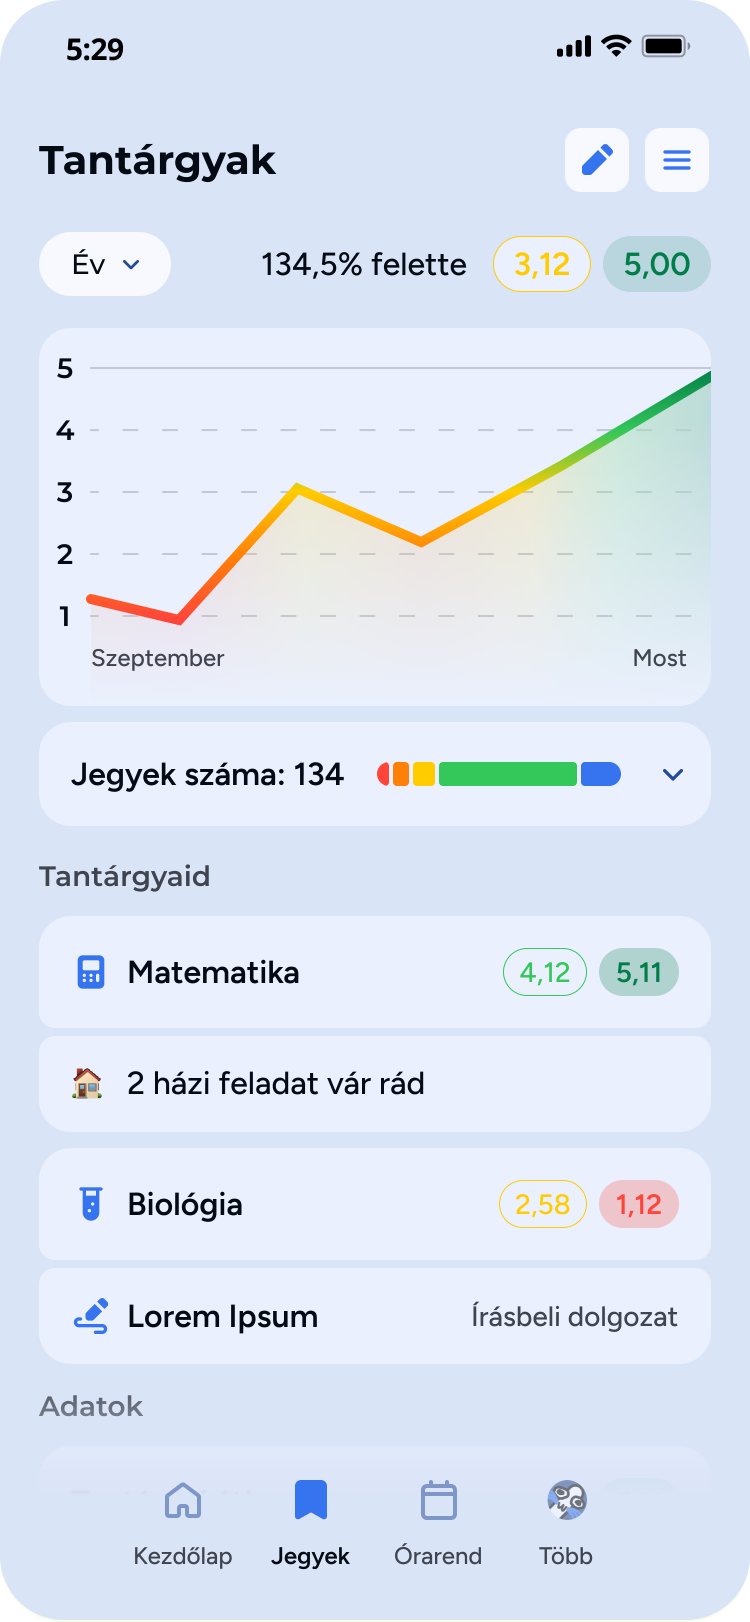 5:29
Tantárgyak
Év
134,5% felette
3,12
5,00
5
4
3
2
1
Szeptember
Most
Jegyek száma: 134
Tantárgyaid
Matematika
4,12
5,11
2 házi feladat vár rád
Biológia
2,58
1,12
Lorem Ipsum
Írásbeli dolgozat
Adatok
Kezdőlap
Jegyek
Órarend
Több